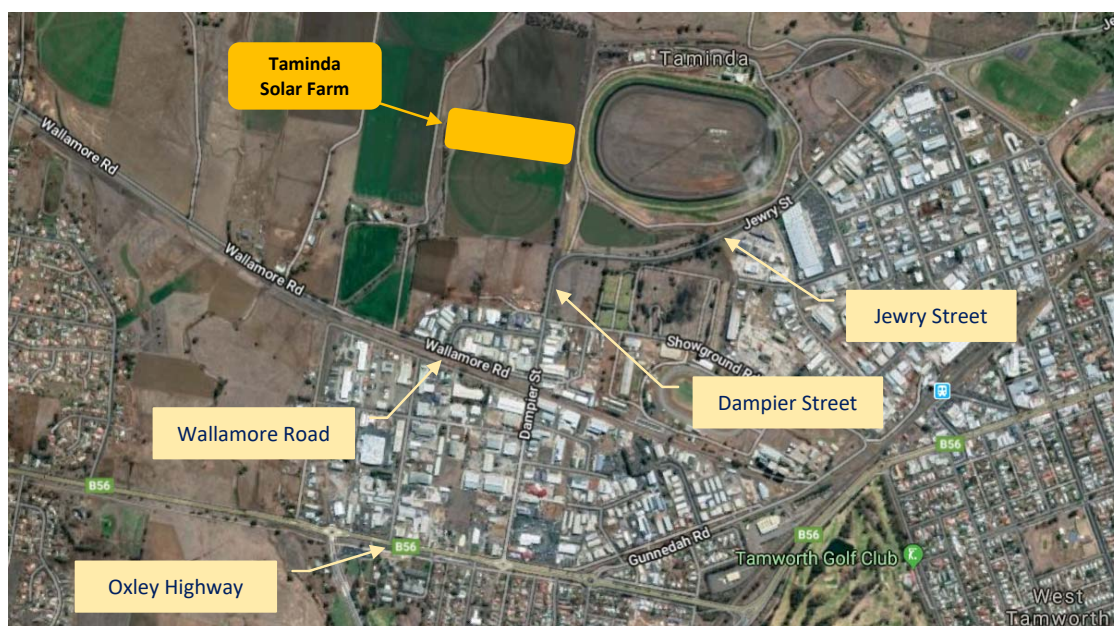 Taminda
Solar Farm
Taminda
Wallamore Rd
Jewry St
Wallamore Rd
Jewry Street
Wallamore Rd
Showground Rd
Dampier St
Dampier Street
Wallamore Road
B56
B56
B56
B56
Gunnedah Rd
Tamworth Golf Club
Oxley Highway
West
Tamworth